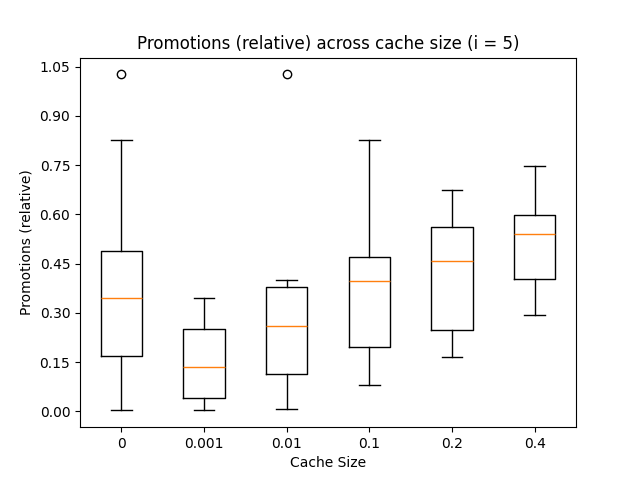 Promotions (relative) across cache size (i = 5)
1.05
0.90
0.75
0.60
0.45
0.30
0.15
0.00
Promotions (relative)
0 0.001 0.01 0.1 0.2 0.4
Cache Size